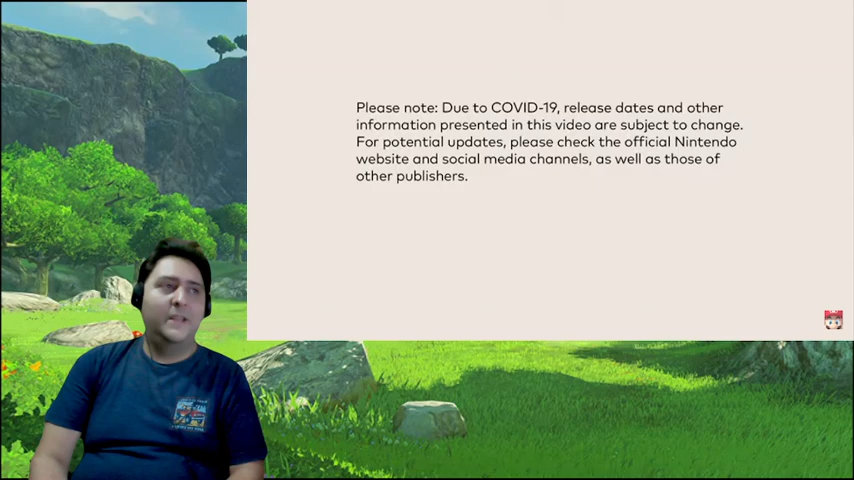 Please note: Due to COVID-19, release dates and other
information presented in this video are subject to change.
For potential updates, please check the official Nintendo
website and social media channels, as well as those of
other publishers.